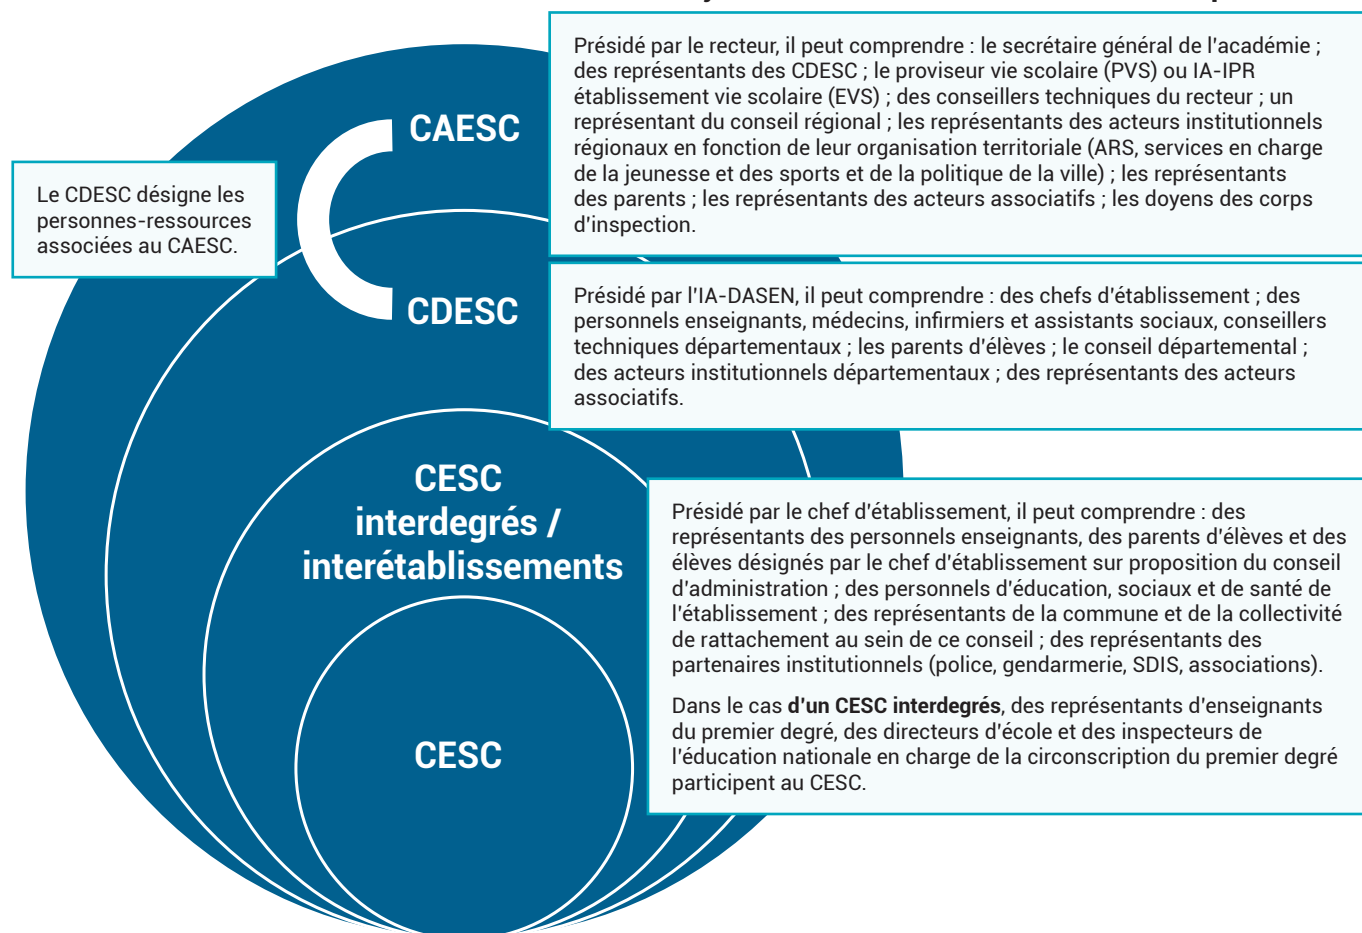 Présidé par le recteur, il peut comprendre : le secrétaire général de l'académie ;
des représentants des CDESC ; le proviseur vie scolaire (PVS) ou IA-IPR
établissement vie scolaire (EVS) ; des conseillers techniques du recteur ; un
représentant du conseil régional ; les représentants des acteurs institutionnels
régionaux en fonction de leur organisation territoriale (ARS, services en charge
de la jeunesse et des sports et de la politique de la ville) ; les représentants
des parents ; les représentants des acteurs associatifs ; les doyens des corps
d'inspection.
CAESC
Le CDESC désigne les
personnes-ressources
associées au CAESC.
CDESC
Présidé par l'IA-DASEN, il peut comprendre : des chefs d'établissement ; des
personnels enseignants, médecins, infirmiers et assistants sociaux, conseillers
techniques départementaux ; les parents d'élèves ; le conseil départemental ;
des acteurs institutionnels départementaux ; des représentants des acteurs
associatifs.
CESC
interdegrés /
interétablissements
Présidé par le chef d'établissement, il peut comprendre : des
représentants des personnels enseignants, des parents d'élèves et des
élèves désignés par le chef d'établissement sur proposition du conseil
d'administration ; des personnels d'éducation, sociaux et de santé de
l'établissement ; des représentants de la commune et de la collectivité
de rattachement au sein de ce conseil ; des représentants des
partenaires institutionnels (police, gendarmerie, SDIS, associations).
Dans le cas d'un CESC interdegrés, des représentants d'enseignants
du premier degré, des directeurs d'école et des inspecteurs de
l'éducation nationale en charge de la circonscription du premier degré
participent au CESC.
CESC